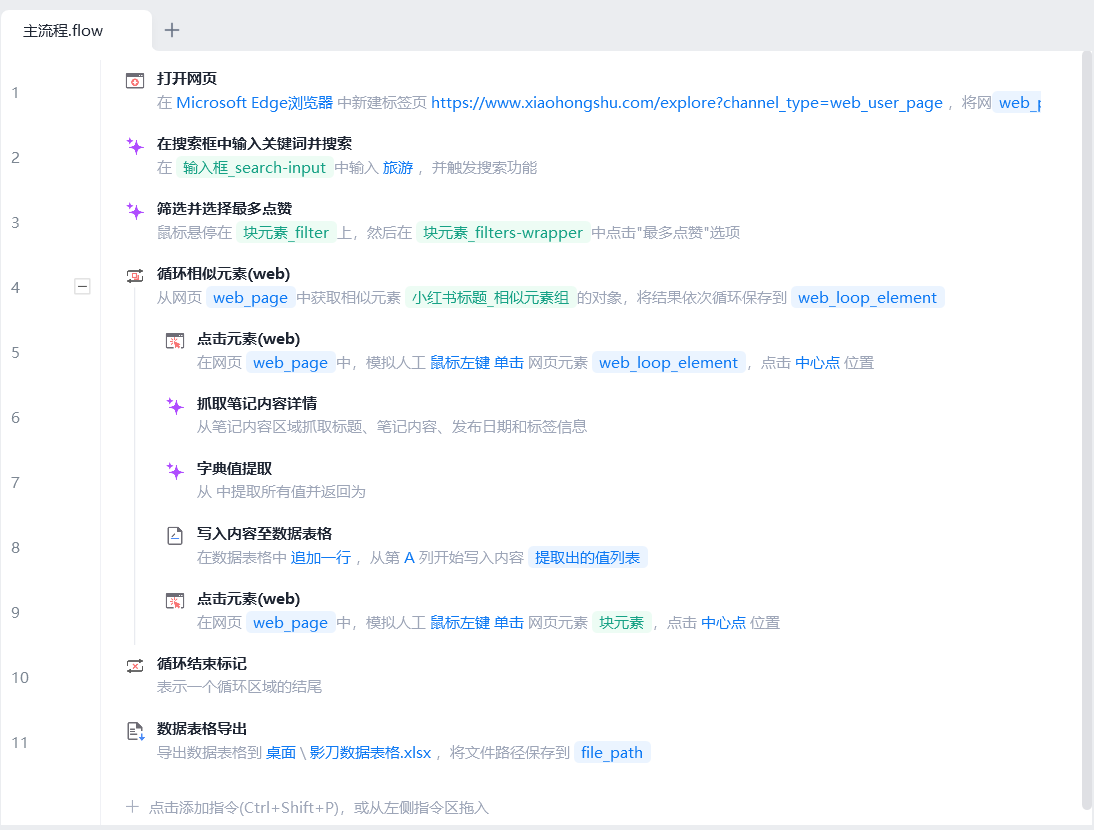 主流程.flow
1
打开网页
在 Microsoft Edge浏览器 中新建标签页 https://www.xiaohongshu.com/explore?channel_type=web_user_page ，将网 web_p
2
在搜索框中输入关键词并搜索
在 输入框_search-input 中输入 旅游 ，并触发搜索功能
3
筛选并选择最多点赞
鼠标悬停在 块元素_filter 上，然后在 块元素_filters-wrapper 中点击"最多点赞"选项
4
循环相似元素(web)
从网页 web_page 中获取相似元素 小红书标题_相似元素组 的对象，将结果依次循环保存到 web_loop_element
5
点击元素(web)
在网页 web_page 中，模拟人工 鼠标左键 单击 网页元素 web_loop_element ，点击 中心点 位置
6
抓取笔记内容详情
从笔记内容区域抓取标题、笔记内容、发布日期和标签信息
7
字典值提取
从 中提取所有值并返回为
8
写入内容至数据表格
在数据表格中 追加一行 ，从第 A 列开始写入内容 提取出的值列表
9
点击元素(web)
在网页 web_page 中，模拟人工 鼠标左键 单击 网页元素 块元素 ，点击 中心点 位置
10
循环结束标记
表示一个循环区域的结尾
11
数据表格导出
导出数据表格到 桌面 \ 影刀数据表格.xlsx ，将文件路径保存到 file_path
点击添加指令(Ctrl+Shift+P)，或从左侧指令区拖入